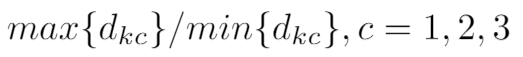 max{d_{kc}}/min{d_{kc}}, c = 1, 2, 3